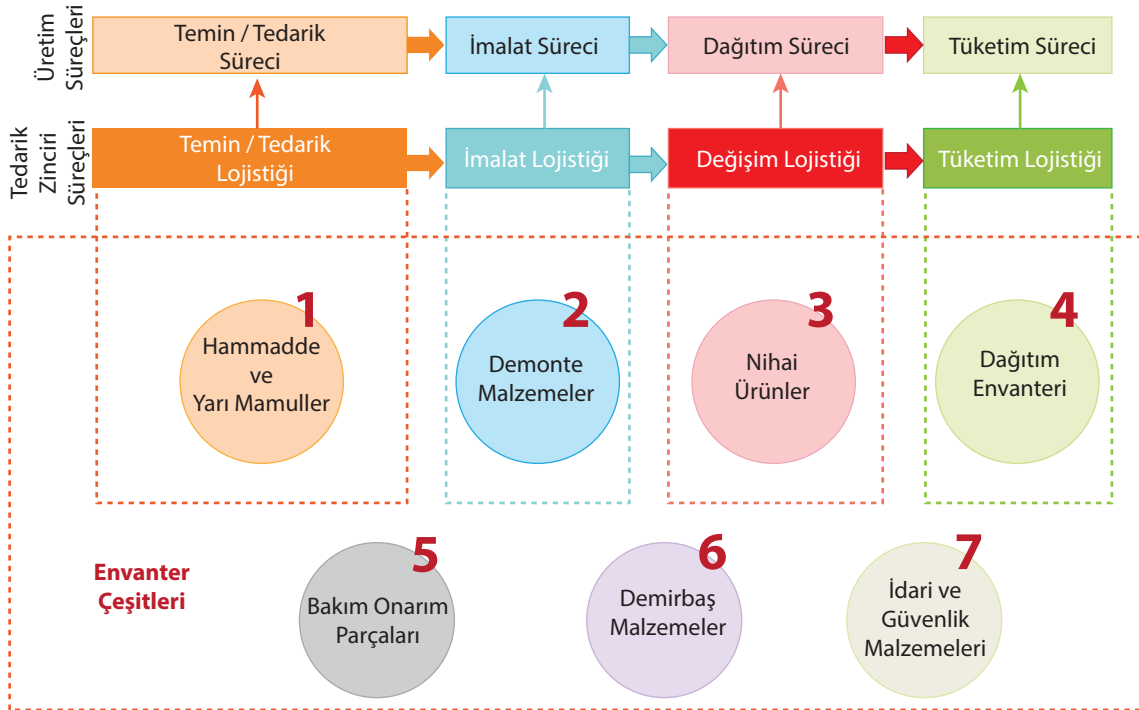 Üretim
Süreçleri
Temin / Tedarik
Süreci
İmalat Süreci
Dağıtım Süreci
Tüketim Süreci
Tedarik
Zinciri
Süreçleri
Temin / Tedarik
Lojistiği
İmalat Lojistiği
Değişim Lojistiği
Tüketim Lojistiği
1
Hammadde
ve
Yarı Mamuller
2
Demonte
Malzemeler
3
Nihai
Ürünler
4
Dağıtım
Envanteri
Envanter
Çeşitleri
5
Bakım Onarım
Parçaları
6
Demirbaş
Malzemeler
7
İdari ve
Güvenlik
Malzemeleri